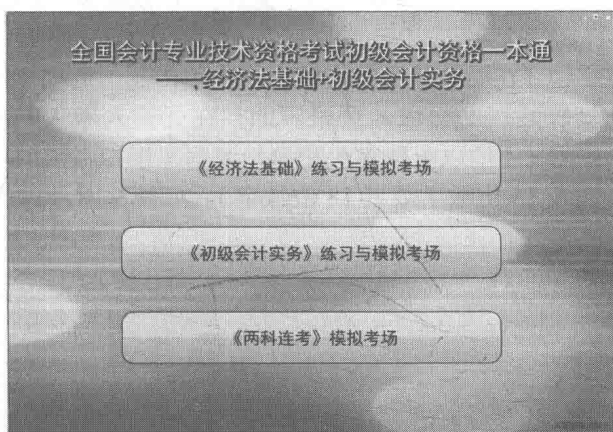 全国会计专业技术资格考试初级会计资格一本通
——经济法基础+初级会计实务
《经济法基础》练习与模拟考场
《初级会计实务》练习与模拟考场
《两科连考》模拟考场